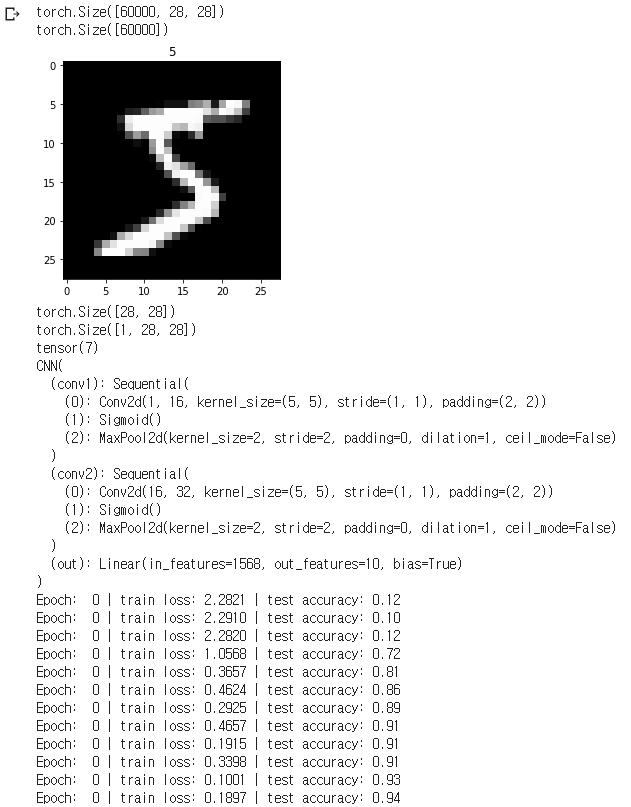 torch.Size([60000, 28, 28])
torch.Size([60000])
5
0
5
10
15
20
25
0 5 10 15 20 25
torch.Size([28, 28])
torch.Size([1, 28, 28])
tensor(7)
CNN(
  (conv1): Sequential(
    (0): Conv2d(1, 16, kernel_size=(5, 5), stride=(1, 1), padding=(2, 2))
    (1): Sigmoid()
    (2): MaxPool2d(kernel_size=2, stride=2, padding=0, dilation=1, ceil_mode=False)
  )
  (conv2): Sequential(
    (0): Conv2d(16, 32, kernel_size=(5, 5), stride=(1, 1), padding=(2, 2))
    (1): Sigmoid()
    (2): MaxPool2d(kernel_size=2, stride=2, padding=0, dilation=1, ceil_mode=False)
  )
  (out): Linear(in_features=1568, out_features=10, bias=True)
)
Epoch:  0 | train loss: 2.2821 | test accuracy: 0.12
Epoch:  0 | train loss: 2.2910 | test accuracy: 0.10
Epoch:  0 | train loss: 2.2820 | test accuracy: 0.12
Epoch:  0 | train loss: 1.0568 | test accuracy: 0.72
Epoch:  0 | train loss: 0.3657 | test accuracy: 0.81
Epoch:  0 | train loss: 0.4624 | test accuracy: 0.86
Epoch:  0 | train loss: 0.2925 | test accuracy: 0.89
Epoch:  0 | train loss: 0.4657 | test accuracy: 0.91
Epoch:  0 | train loss: 0.1915 | test accuracy: 0.91
Epoch:  0 | train loss: 0.3398 | test accuracy: 0.91
Epoch:  0 | train loss: 0.1001 | test accuracy: 0.93
Epoch:  0 | train loss: 0.1897 | test accuracy: 0.94